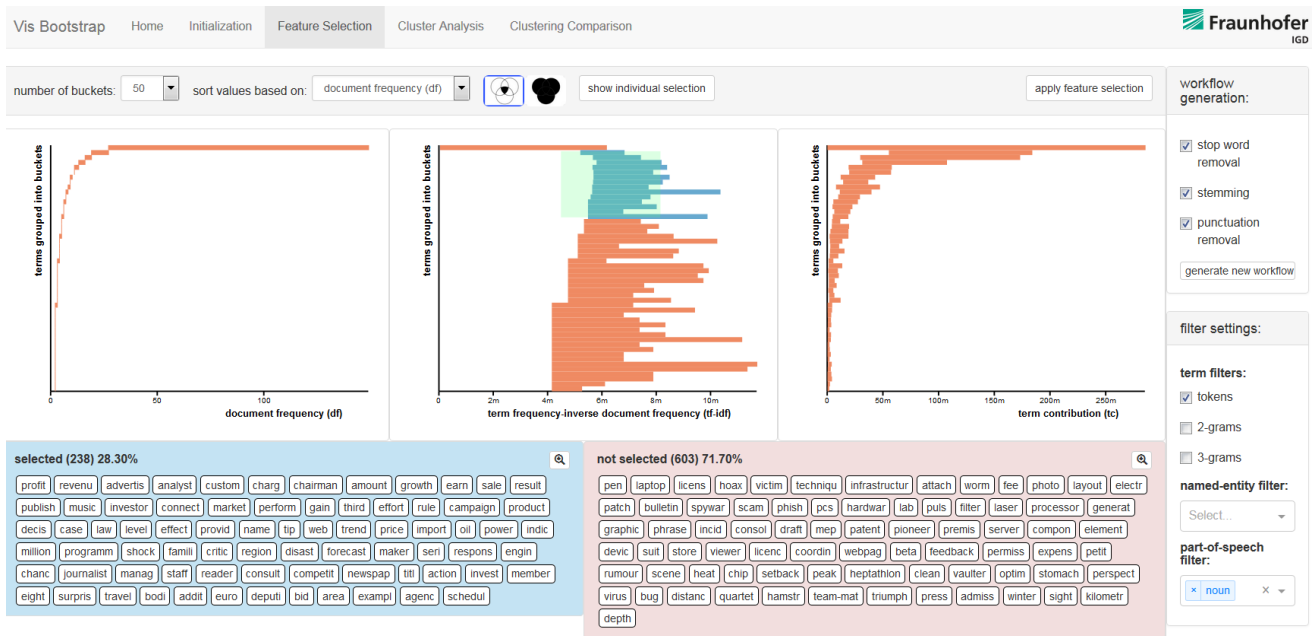 Vis Bootstrap Home Initialization Feature Selection Cluster Analysis Clustering Comparison
Fraunhofer
IGD
number of buckets: 50 sort values based on: document frequency (df) show individual selection apply feature selection
terms grouped into buckets
0 50 100
document frequency (df)
terms grouped into buckets
0 2m 4m 6m 8m 10m
term frequency-inverse document frequency (tf-idf)
terms grouped into buckets
0 50m 100m 150m 200m 250m
term contribution (tc)
selected (238) 28.30%
profit revenu advertis analyst custom charg chairman amount growth earn sale result
publish music investor connect market perform gain third effort rule campaign product
decis case law level effect provid name tip web trend price import oil power indic
million programm shock famili critic region disast forecast maker seri respons engin
chanc journalist manag staff reader consult competit newspap titl action invest member
eight surpris travel bodi addit euro deputi bid area exampl agenc schedul
not selected (603) 71.70%
pen laptop licens hoax victim techniqu infrastructur attach worm fee photo layout electr
patch bulletin spywar scam phish pcs hardwar lab puls filter laser processor generat
graphic phrase incid consol draft mep patent pioneer premis server compon element
devic suit store viewer licenc coordin webpag beta feedback permiss expens petit
rumour scene heat chip setback peak heptathlon clean vaulter optim stomach perspect
virus bug distanc quartet hamstr team-mat triumph press admiss winter sight kilometr
depth
workflow
generation:
stop word
removal
stemming
punctuation
removal
generate new workflow
filter settings:
term filters:
tokens
2-grams
3-grams
named-entity filter:
Select...
part-of-speech
filter:
× noun ×